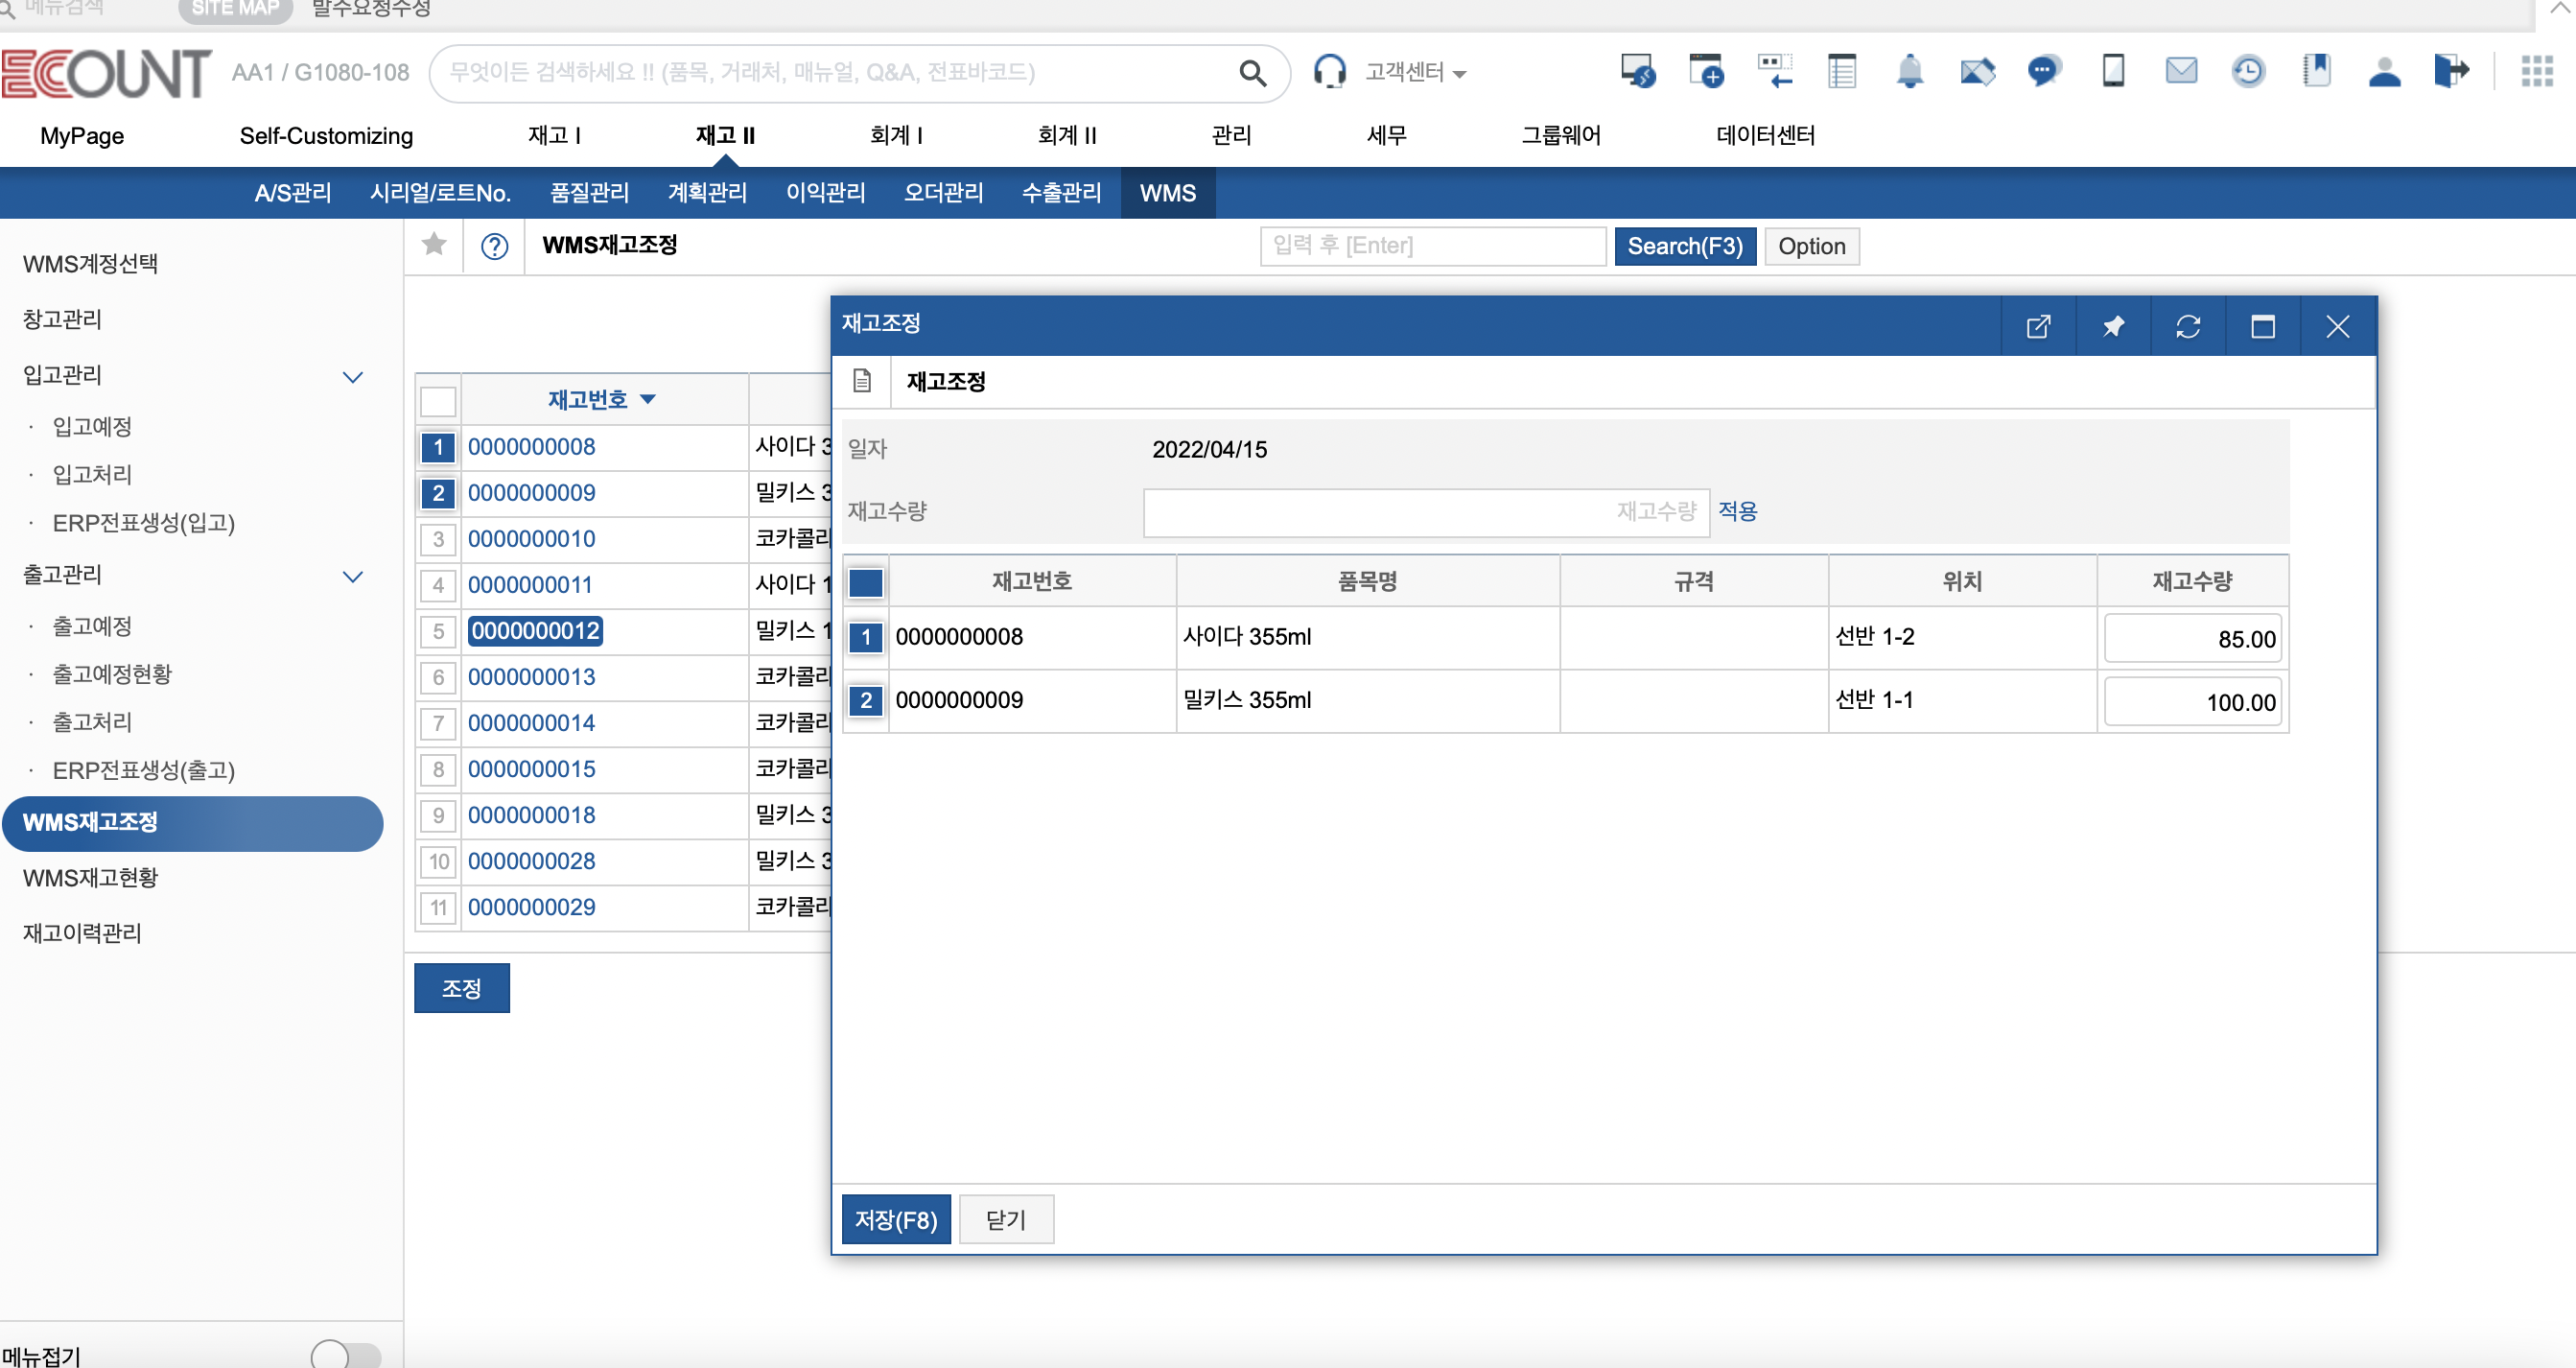 메뉴검색 SITE MAP 발주요청수정
ECOUNT AA1 / G1080-108 무엇이든 검색하세요 !! (품목, 거래처, 매뉴얼, Q&A, 전표바코드) 고객센터
MyPage Self-Customizing 재고 I 재고 II 회계 I 회계 II 관리 세무 그룹웨어 데이터센터
A/S관리 시리얼/로트No. 품질관리 계획관리 이익관리 오더관리 수출관리 WMS
WMS계정선택
창고관리
입고관리
· 입고예정
· 입고처리
· ERP전표생성(입고)
출고관리
· 출고예정
· 출고예정현황
· 출고처리
· ERP전표생성(출고)
WMS재고조정
WMS재고현황
재고이력관리
메뉴접기
WMS재고조정 입력 후 [Enter] Search(F3) Option
재고번호
1 0000000008 사이다 3
2 0000000009 밀키스 3
3 0000000010 코카콜라
4 0000000011 사이다 1
5 0000000012 밀키스 1
6 0000000013 코카콜라
7 0000000014 코카콜라
8 0000000015 코카콜라
9 0000000018 밀키스 3
10 0000000028 밀키스 3
11 0000000029 코카콜라
조정
재고조정
재고조정
일자 2022/04/15
재고수량 재고수량 적용
재고번호 품목명 규격 위치 재고수량
1 0000000008 사이다 355ml 선반 1-2 85.00
2 0000000009 밀키스 355ml 선반 1-1 100.00
저장(F8) 닫기